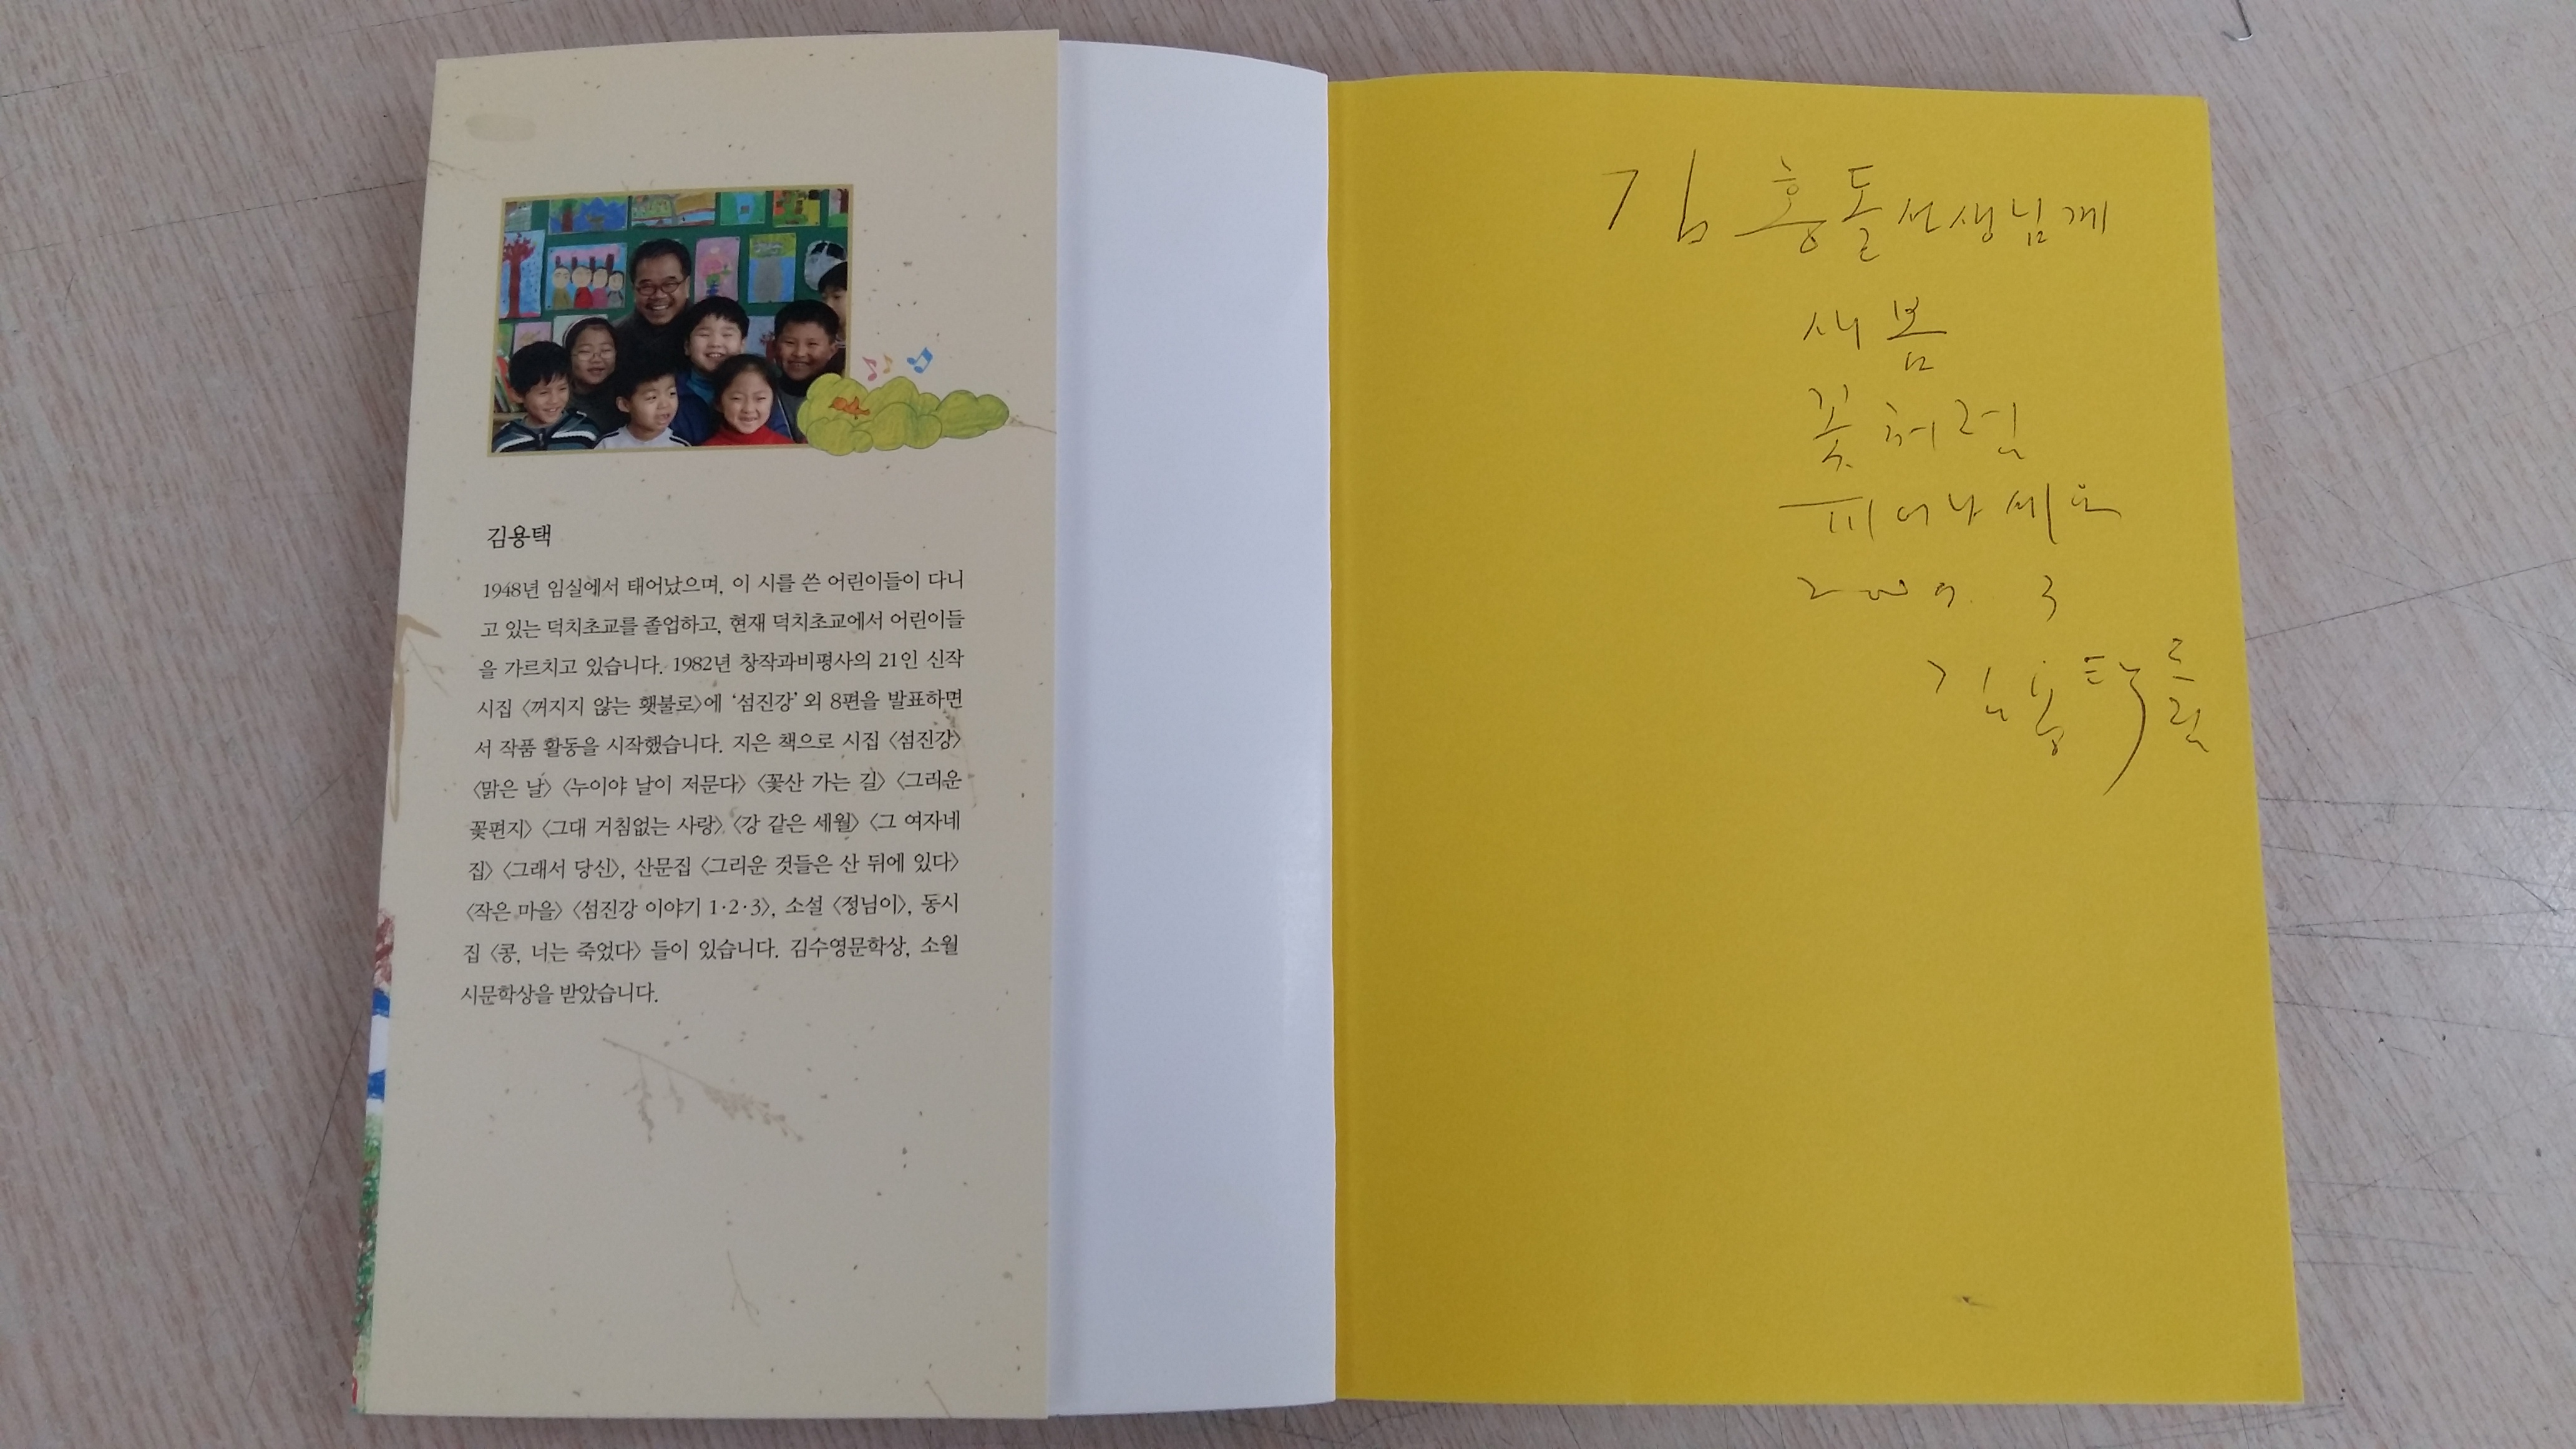 김용택
1948년 임실에서 태어났으며, 이 시를 쓴 어린이들이 다니
고 있는 덕치초교를 졸업하고, 현재 덕치초교에서 어린이들
을 가르치고 있습니다. 1982년 창작과비평사의 21인 신작
시집 〈꺼지지 않는 횃불로〉에 ‘섬진강’ 외 8편을 발표하면
서 작품 활동을 시작했습니다. 지은 책으로 시집 〈섬진강〉
〈맑은 날〉 〈누이야 날이 저문다〉 〈꽃산 가는 길〉 〈그리운
꽃편지〉 〈그대 거침없는 사랑〉 〈강 같은 세월〉 〈그 여자네
집〉 〈그래서 당신〉, 산문집 〈그리운 것들은 산 뒤에 있다〉
〈작은 마을〉 〈섬진강 이야기 1·2·3〉, 소설 〈정님이〉, 동시
집 〈콩, 너는 죽었다〉 들이 있습니다. 김수영문학상, 소월
시문학상을 받았습니다.
김홍돌선생님께
새봄
꽃처럼
피어나세요
2009. 3
김용택드림